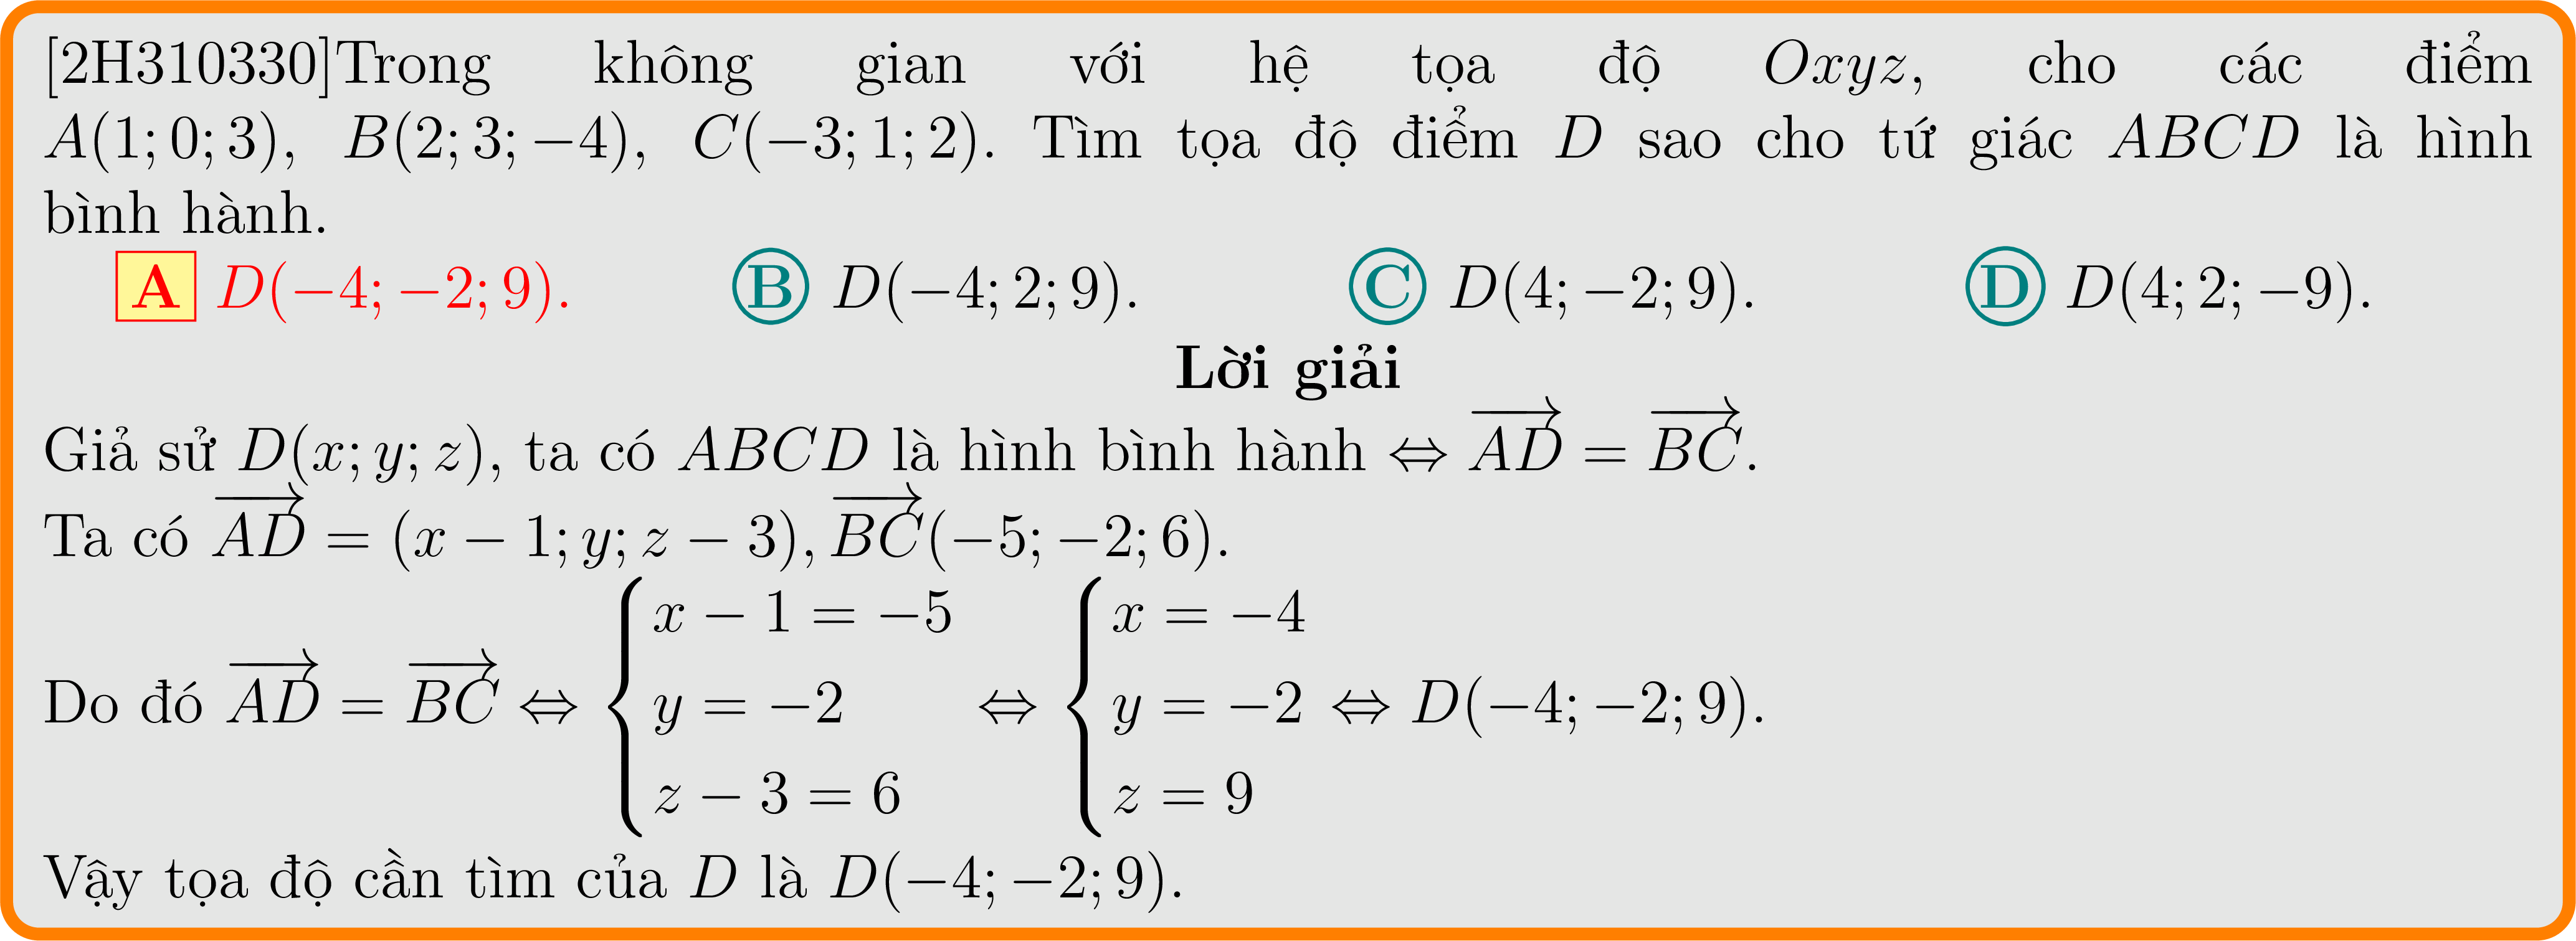 [2H310330]Trong không gian với hệ tọa độ Oxyz, cho các điểm
A(1; 0; 3), B(2; 3; −4), C(−3; 1; 2). Tìm tọa độ điểm D sao cho tứ giác ABCD là hình
bình hành.
A D(−4; −2; 9). B D(−4; 2; 9). C D(4; −2; 9). D D(4; 2; −9).
Lời giải
Giả sử D(x; y; z), ta có ABCD là hình bình hành ⇔ $\overrightarrow{AD} = \overrightarrow{BC}$.
Ta có $\overrightarrow{AD} = (x − 1; y; z − 3), \overrightarrow{BC}(−5; −2; 6)$.
Do đó $\overrightarrow{AD} = \overrightarrow{BC} ⇔ \begin{cases} x − 1 = −5 \\ y = −2 \\ z − 3 = 6 \end{cases} ⇔ \begin{cases} x = −4 \\ y = −2 \\ z = 9 \end{cases} ⇔ D(−4; −2; 9)$.
Vậy tọa độ cần tìm của D là D(−4; −2; 9).